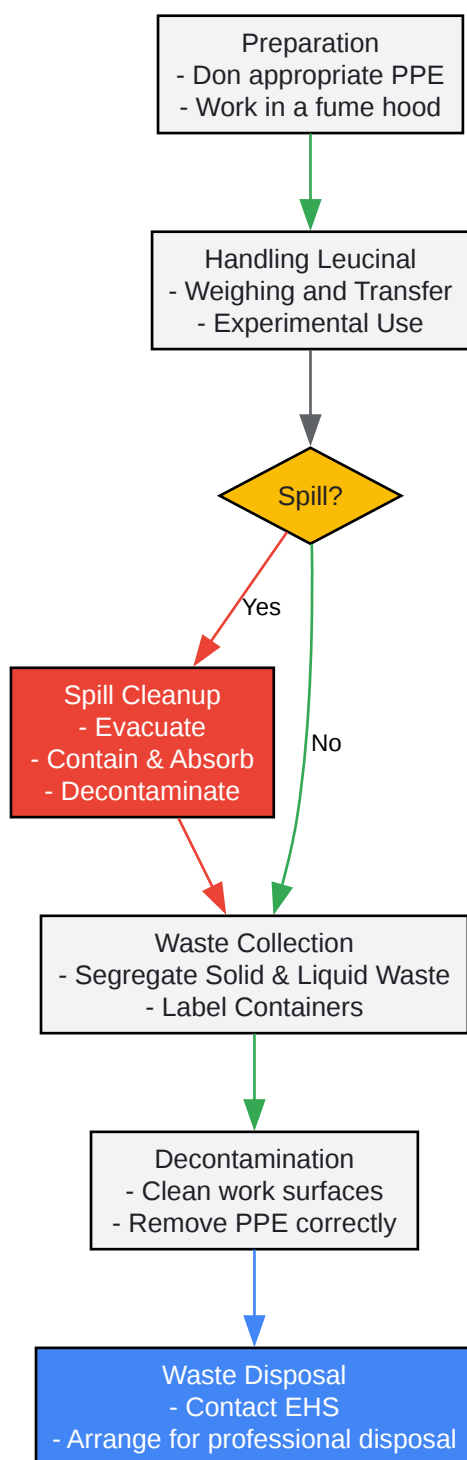 Preparation
- Don appropriate PPE
- Work in a fume hood
Handling Leucinal
- Weighing and Transfer
- Experimental Use
Spill?
Yes
Spill Cleanup
- Evacuate
- Contain & Absorb
- Decontaminate
No
Waste Collection
- Segregate Solid & Liquid Waste
- Label Containers
Decontamination
- Clean work surfaces
- Remove PPE correctly
Waste Disposal
- Contact EHS
- Arrange for professional disposal